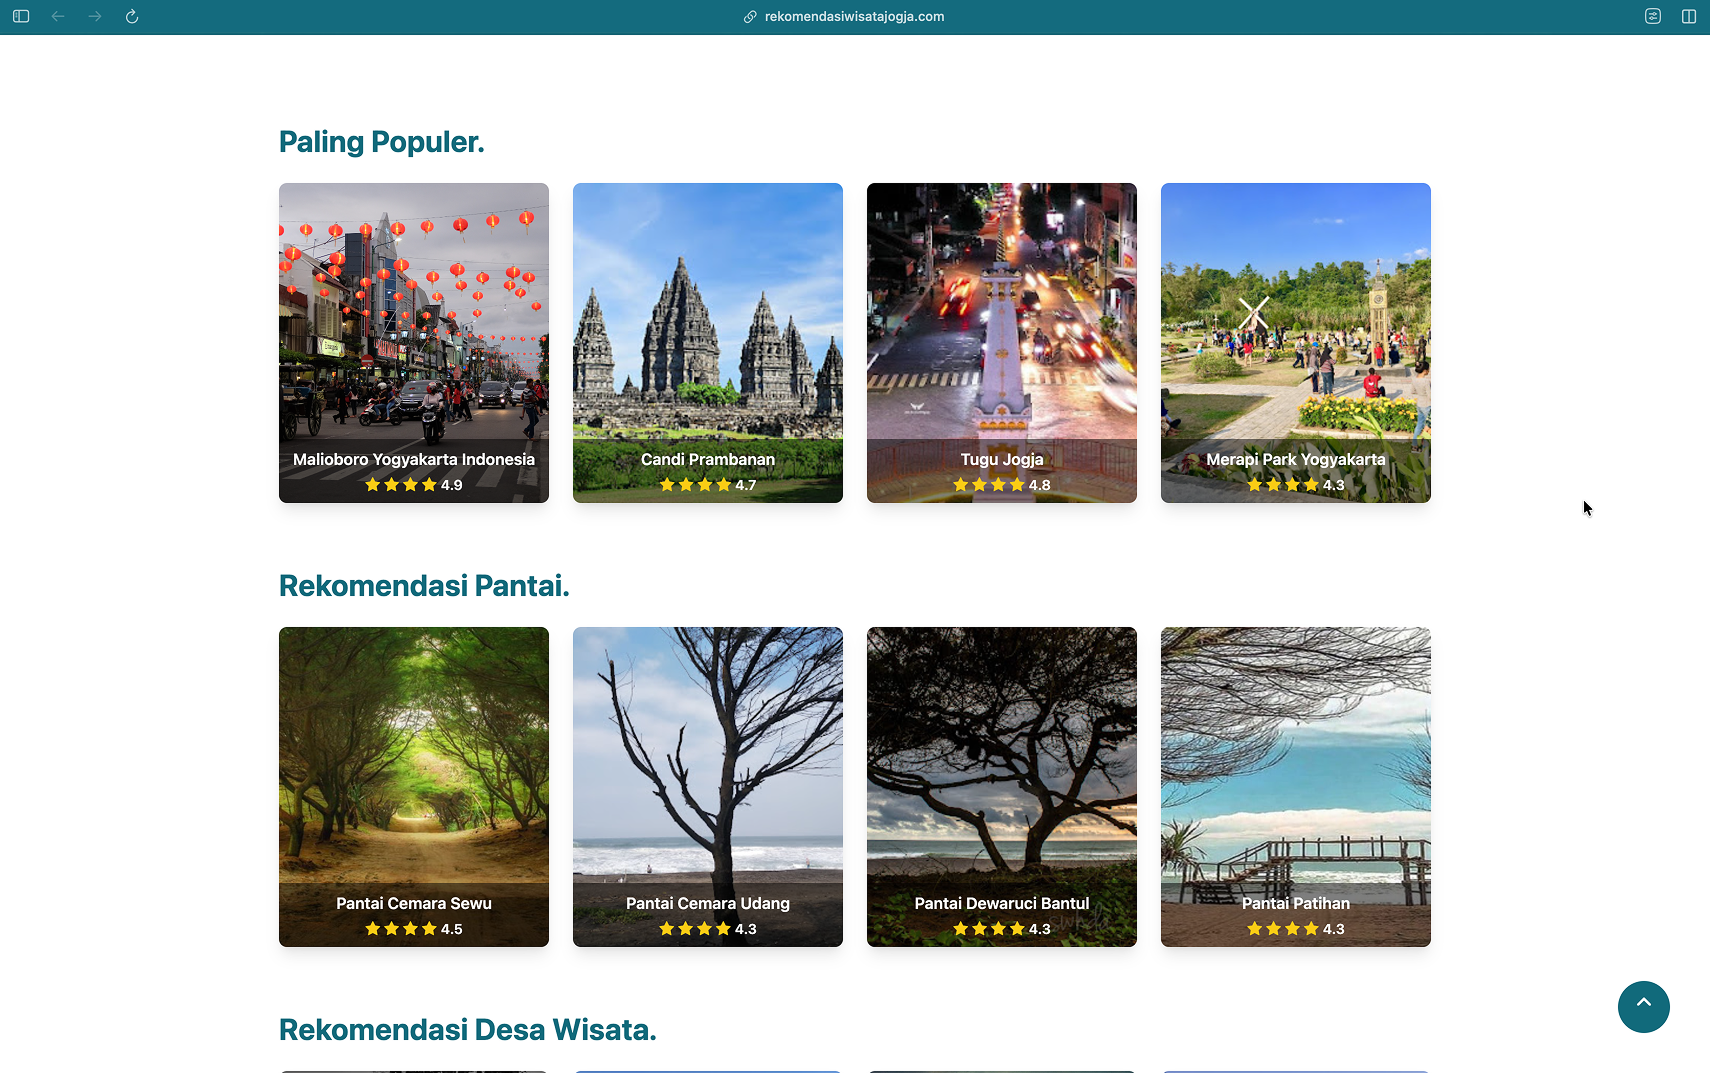 rekomendasiwisatajogja.com
Paling Populer.
Malioboro Yogyakarta Indonesia
4.9
Candi Prambanan
4.7
Tugu Jogja
4.8
Merapi Park Yogyakarta
4.3
Rekomendasi Pantai.
Pantai Cemara Sewu
4.5
Pantai Cemara Udang
4.3
Pantai Dewaruci Bantul
4.3
Pantai Patihan
4.3
Rekomendasi Desa Wisata.